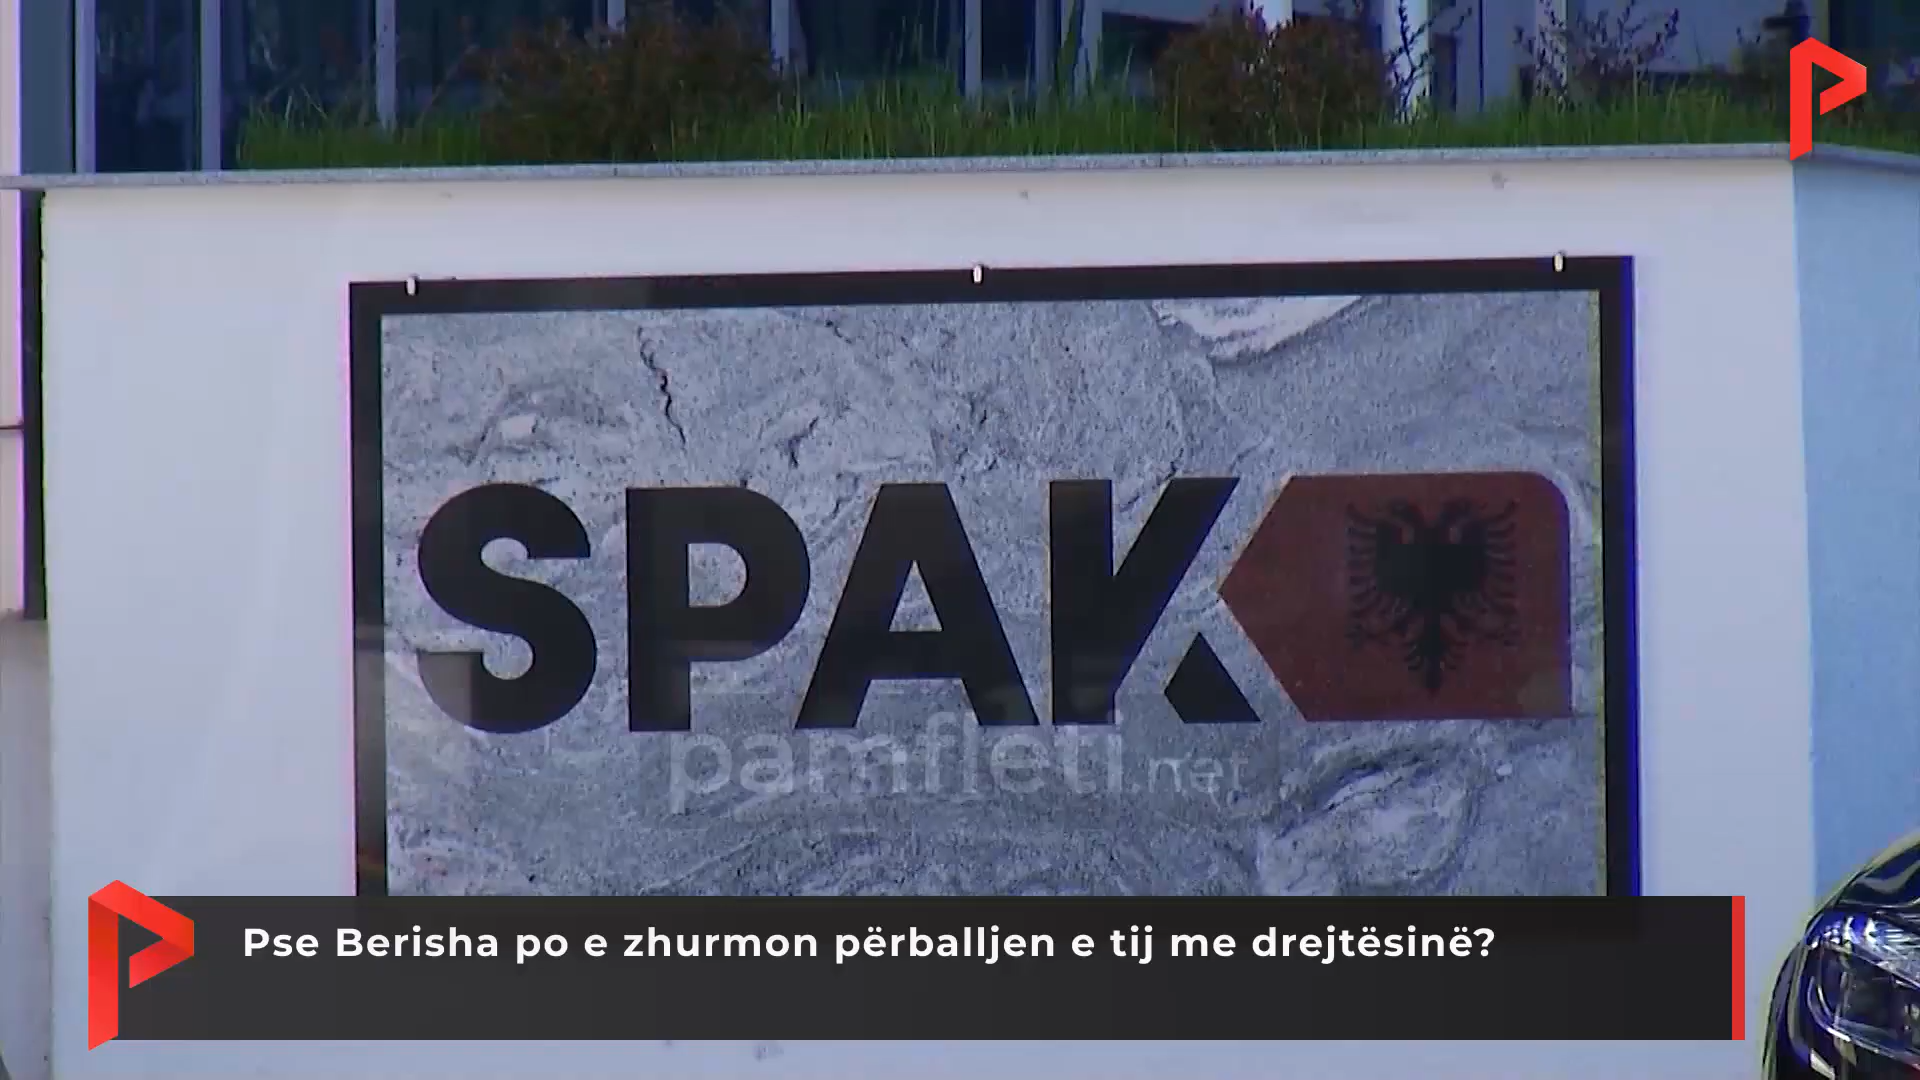 SPAK
pamfleti.net
Pse Berisha po e zhurmon përballjen e tij me drejtësinë?